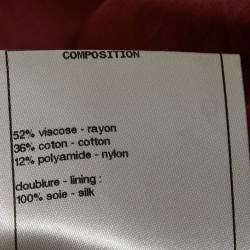 COMPOSITION
52% viscose - rayon
36% coton - cotton
12% polyamide - nylon
doublure - lining :
100% soie - silk